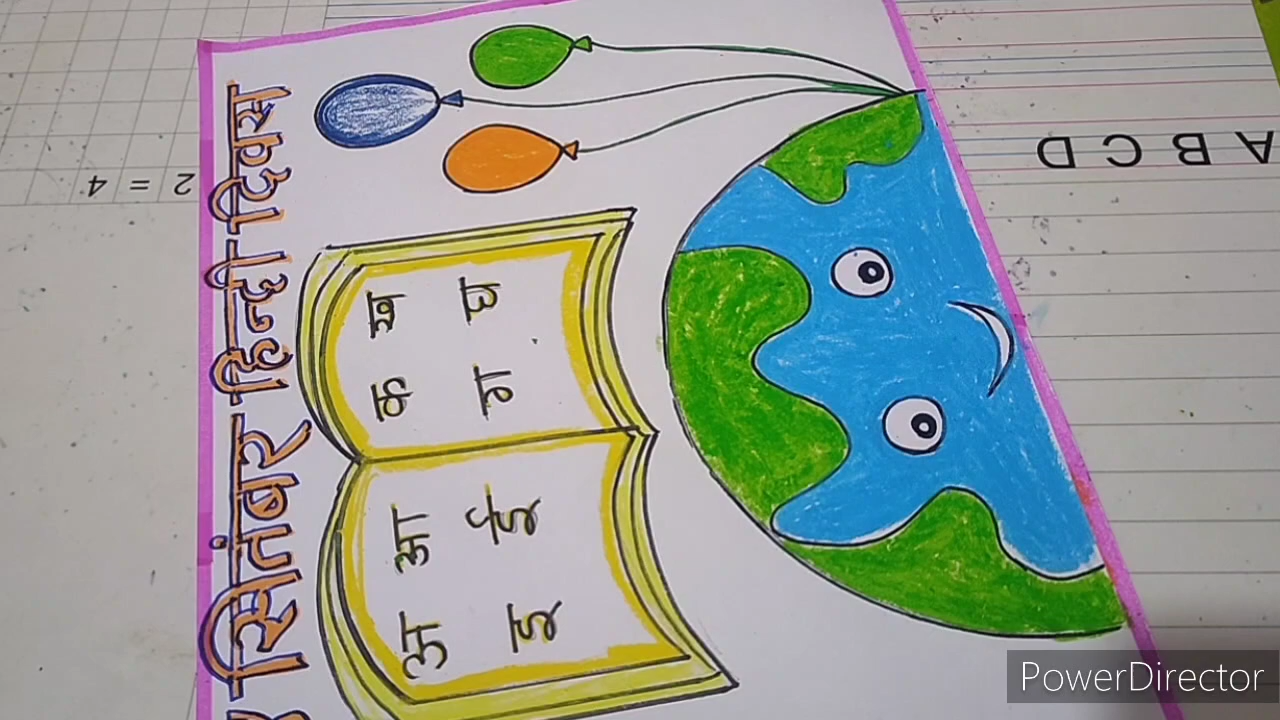 सितंबर हिन्दी दिवस
अ आ
इ ई
क ख
ग घ
2 = 4
A B C D
PowerDirector